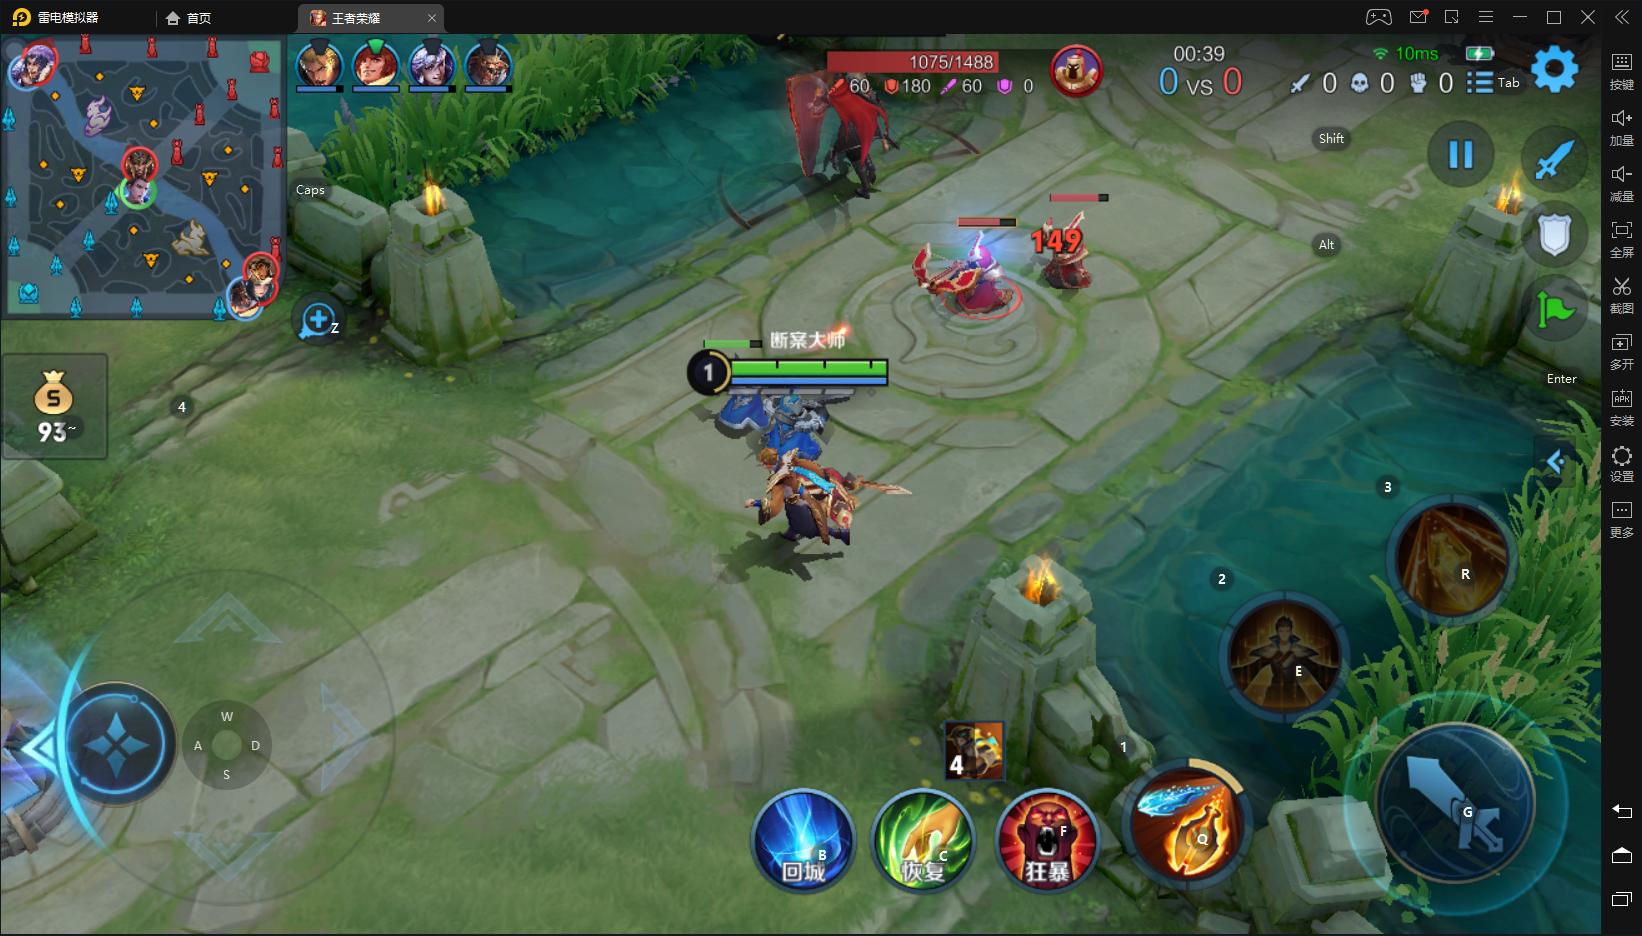 雷电模拟器
首页
王者荣耀
1075/1488
60
180
60
0
00:39
0 VS 0
10ms
0
0
0
Tab
按键
加量
减量
全屏
截图
多开
安装
设置
更多
Shift
Caps
Alt
149
Z
断案大师
1
Enter
93~
4
3
R
2
E
W
A
D
S
4
1
Q
G
B
回城
C
恢复
F
狂暴
APK
S